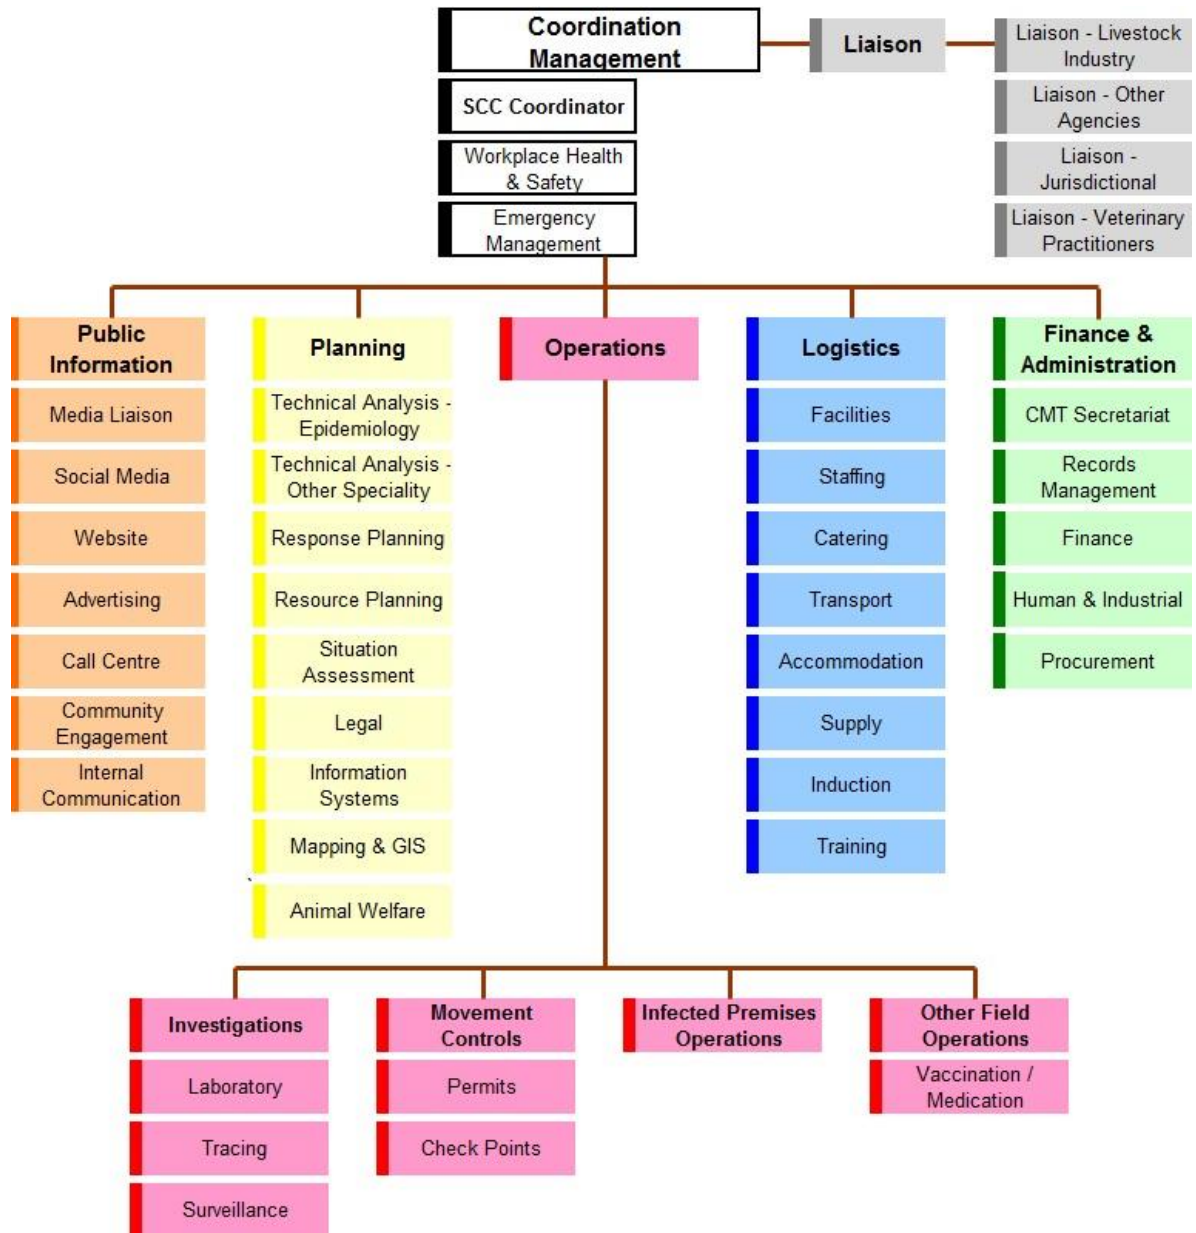 Coordination
Management
Liaison
Liaison - Livestock
Industry
SCC Coordinator
Liaison - Other
Agencies
Workplace Health
& Safety
Liaison -
Jurisdictional
Emergency
Management
Liaison - Veterinary
Practitioners
Public
Information
Media Liaison
Social Media
Website
Advertising
Call Centre
Community
Engagement
Internal
Communication
Planning
Technical Analysis -
Epidemiology
Technical Analysis -
Other Speciality
Response Planning
Resource Planning
Situation
Assessment
Legal
Information
Systems
Mapping & GIS
Animal Welfare
Operations
Logistics
Facilities
Staffing
Catering
Transport
Accommodation
Supply
Induction
Training
Finance &
Administration
CMT Secretariat
Records
Management
Finance
Human & Industrial
Procurement
Investigations
Laboratory
Tracing
Surveillance
Movement
Controls
Permits
Check Points
Infected Premises
Operations
Other Field
Operations
Vaccination /
Medication